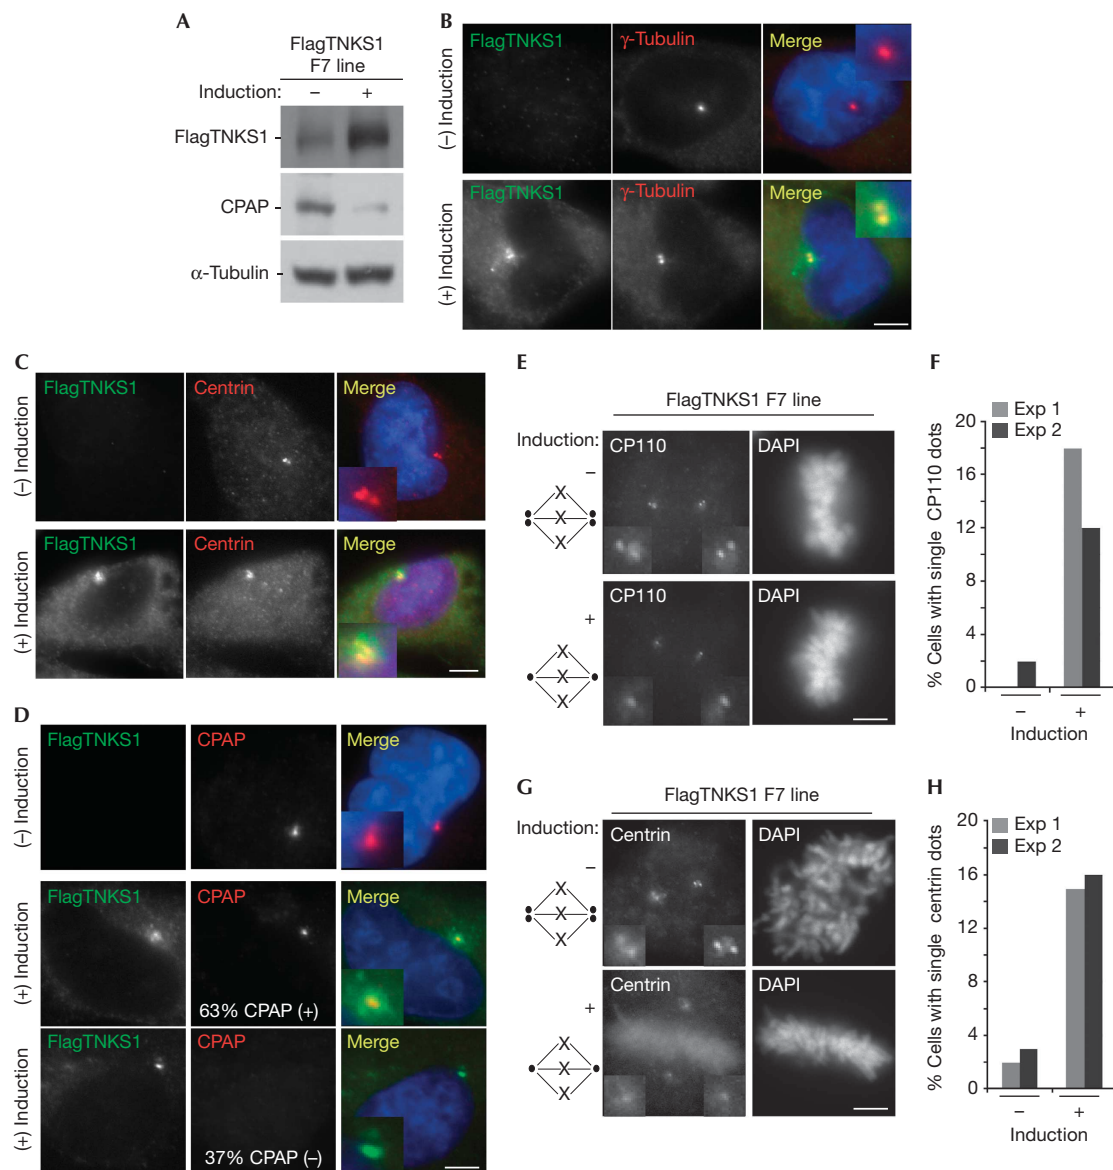 A
FlagTNKS1
F7 line
Induction: – +
FlagTNKS1
CPAP
α-Tubulin
B
(–) Induction
FlagTNKS1
γ-Tubulin
Merge
(+) Induction
FlagTNKS1
γ-Tubulin
Merge
C
(–) Induction
FlagTNKS1
Centrin
Merge
(+) Induction
FlagTNKS1
Centrin
Merge
D
(–) Induction
FlagTNKS1
CPAP
Merge
(+) Induction
FlagTNKS1
CPAP
63% CPAP (+)
Merge
(+) Induction
FlagTNKS1
CPAP
37% CPAP (–)
Merge
E
FlagTNKS1 F7 line
Induction:
–
X
X
X
CP110
DAPI
+
X
X
X
CP110
DAPI
F
% Cells with single CP110 dots
20
16
12
8
4
0
Exp 1
Exp 2
– +
Induction
G
FlagTNKS1 F7 line
Induction:
–
X
X
X
Centrin
DAPI
+
X
X
X
Centrin
DAPI
H
% Cells with single centrin dots
20
16
12
8
4
0
Exp 1
Exp 2
– +
Induction